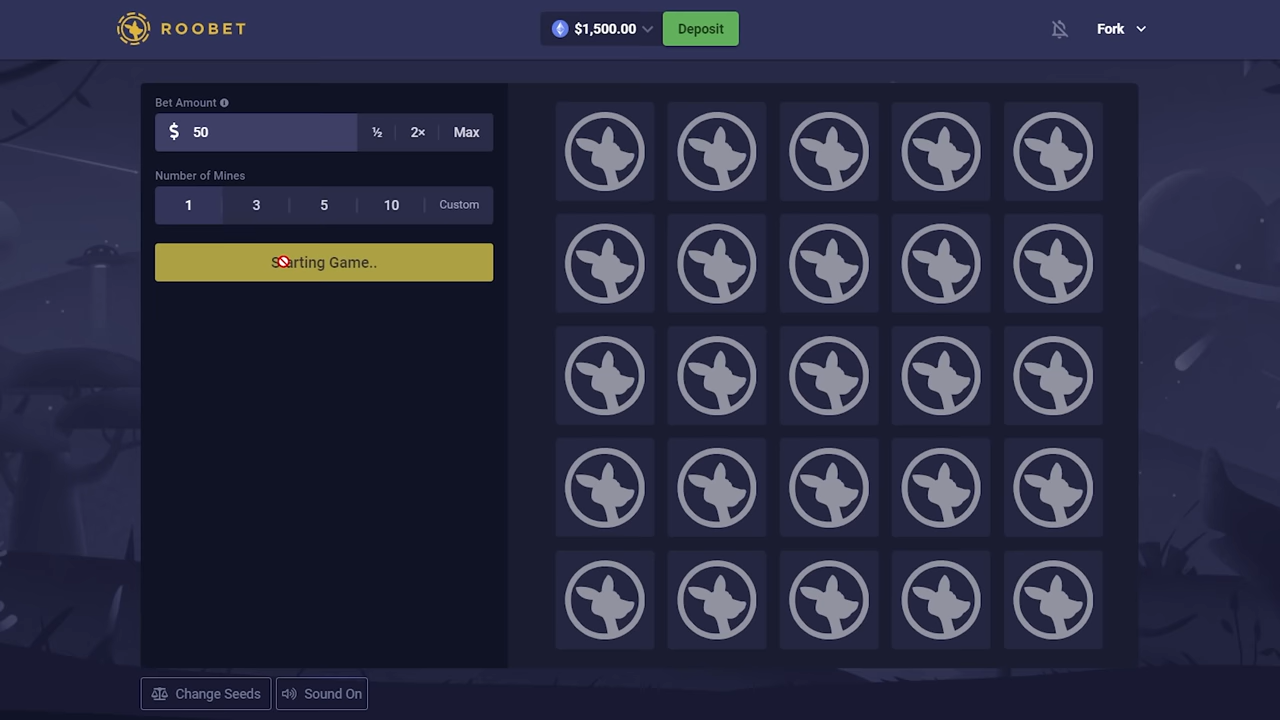 ROOBET
$1,500.00
Deposit
Fork
Bet Amount
$ 50
½ 2× Max
Number of Mines
1 3 5 10 Custom
Starting Game..
Change Seeds
Sound On